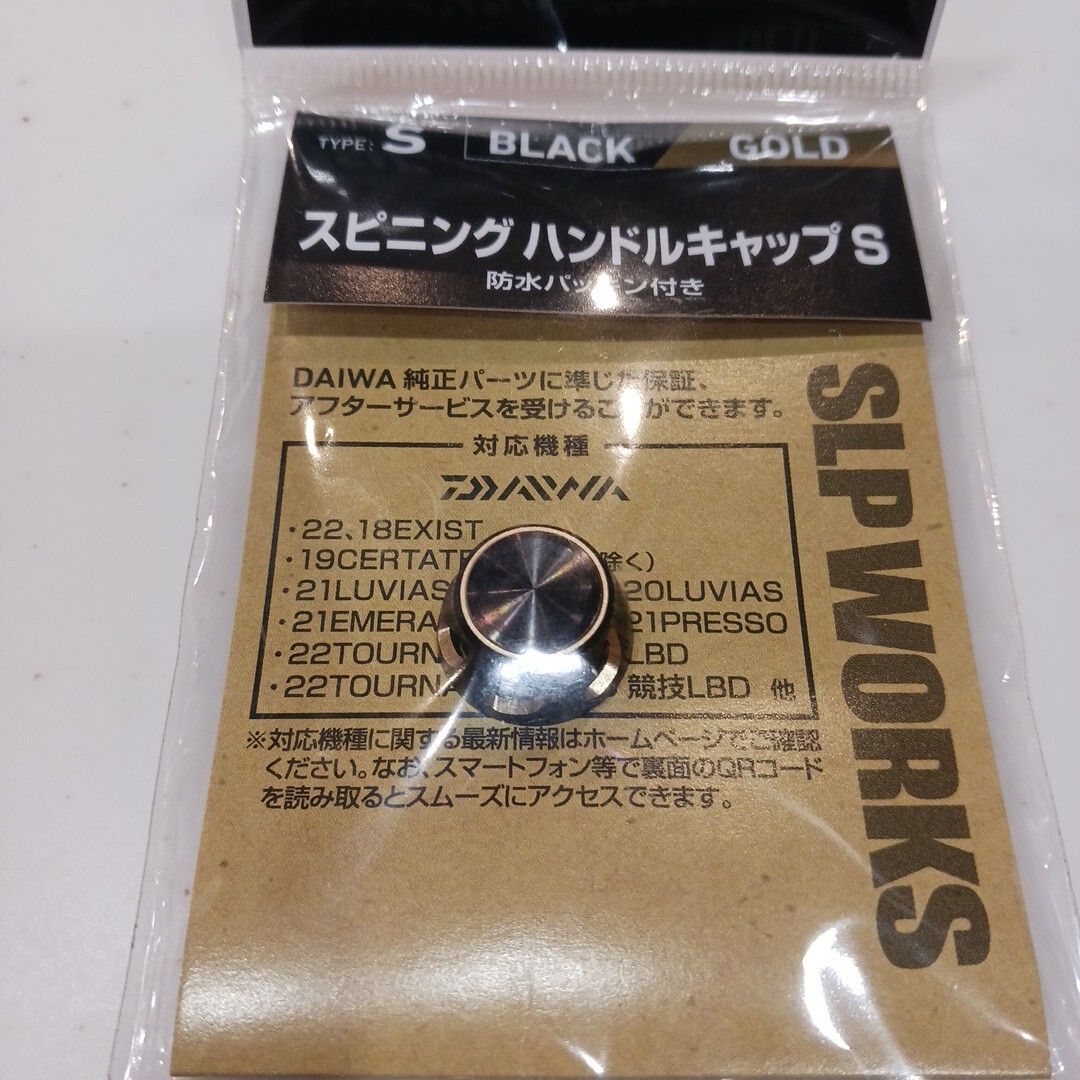 TYPE: S BLACK GOLD
スピニング ハンドルキャップ S
防水パッキン付き
SLP WORKS
DAIWA 純正パーツに準じた保証、
アフターサービスを受けることができます。
対応機種
DAIWA
・22、18EXIST
・19CERTATE 除く)
・21LUVIAS 20LUVIAS
・21EMERA 21PRESSO
・22TOURN LBD
・22TOURNA 競技LBD 他
※対応機種に関する最新情報はホームページでご確認
ください。なお、スマートフォン等で裏面のQRコード
を読み取るとスムーズにアクセスできます。